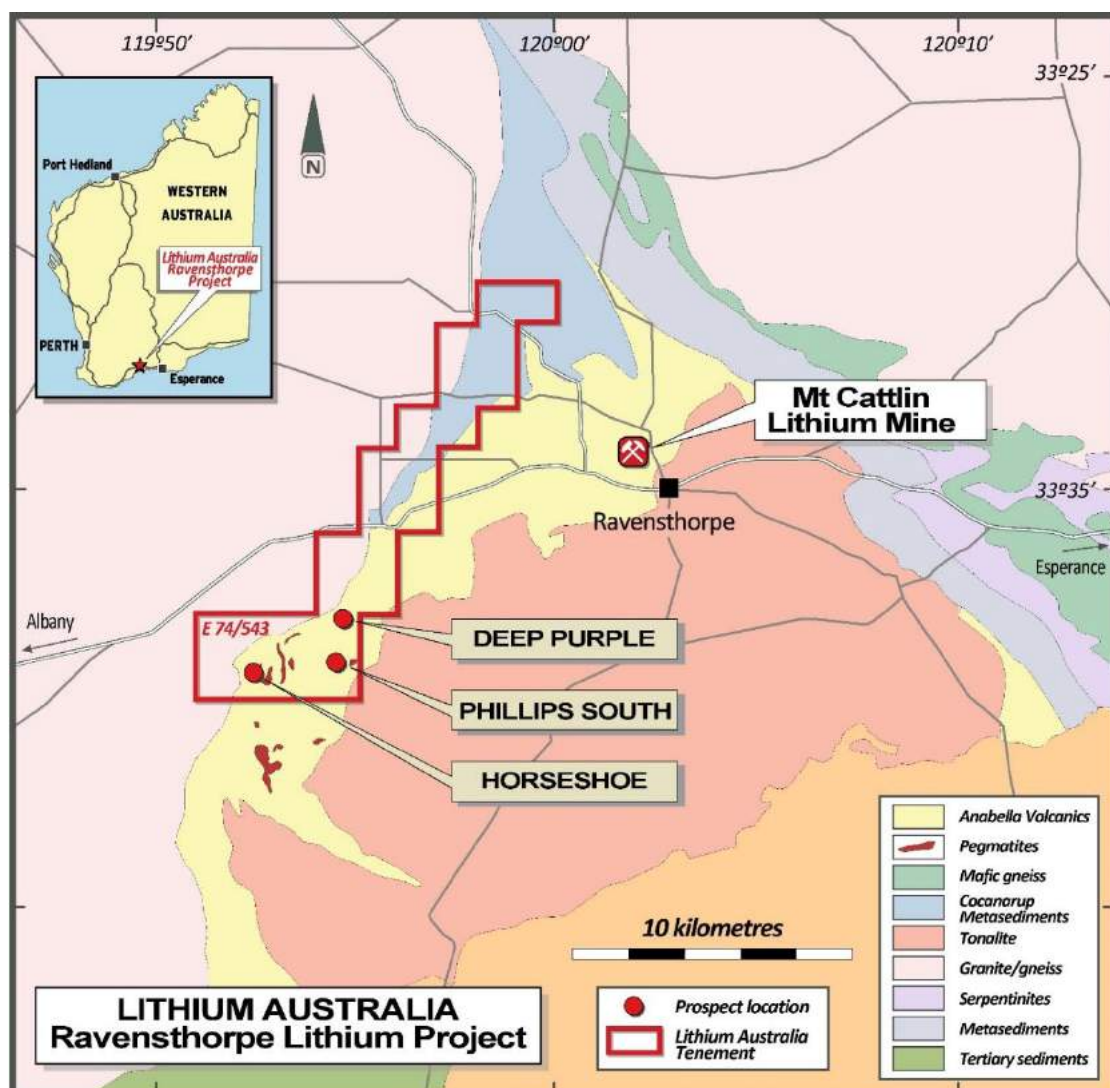 119º50'
120º00'
120º10'
33º25'
N
Port Hedland
WESTERN
AUSTRALIA
Lithium Australia
Ravensthorpe
Project
PERTH
Esperance
Mt Cattlin
Lithium Mine
33º35'
Ravensthorpe
Esperance
Albany
E 74/543
DEEP PURPLE
PHILLIPS SOUTH
HORSESHOE
10 kilometres
LITHIUM AUSTRALIA
Ravensthorpe Lithium Project
Prospect location
Lithium Australia
Tenement
Anabella Volcanics
Pegmatites
Mafic gneiss
Cocanarup
Metasediments
Tonalite
Granite/gneiss
Serpentinites
Metasediments
Tertiary sediments